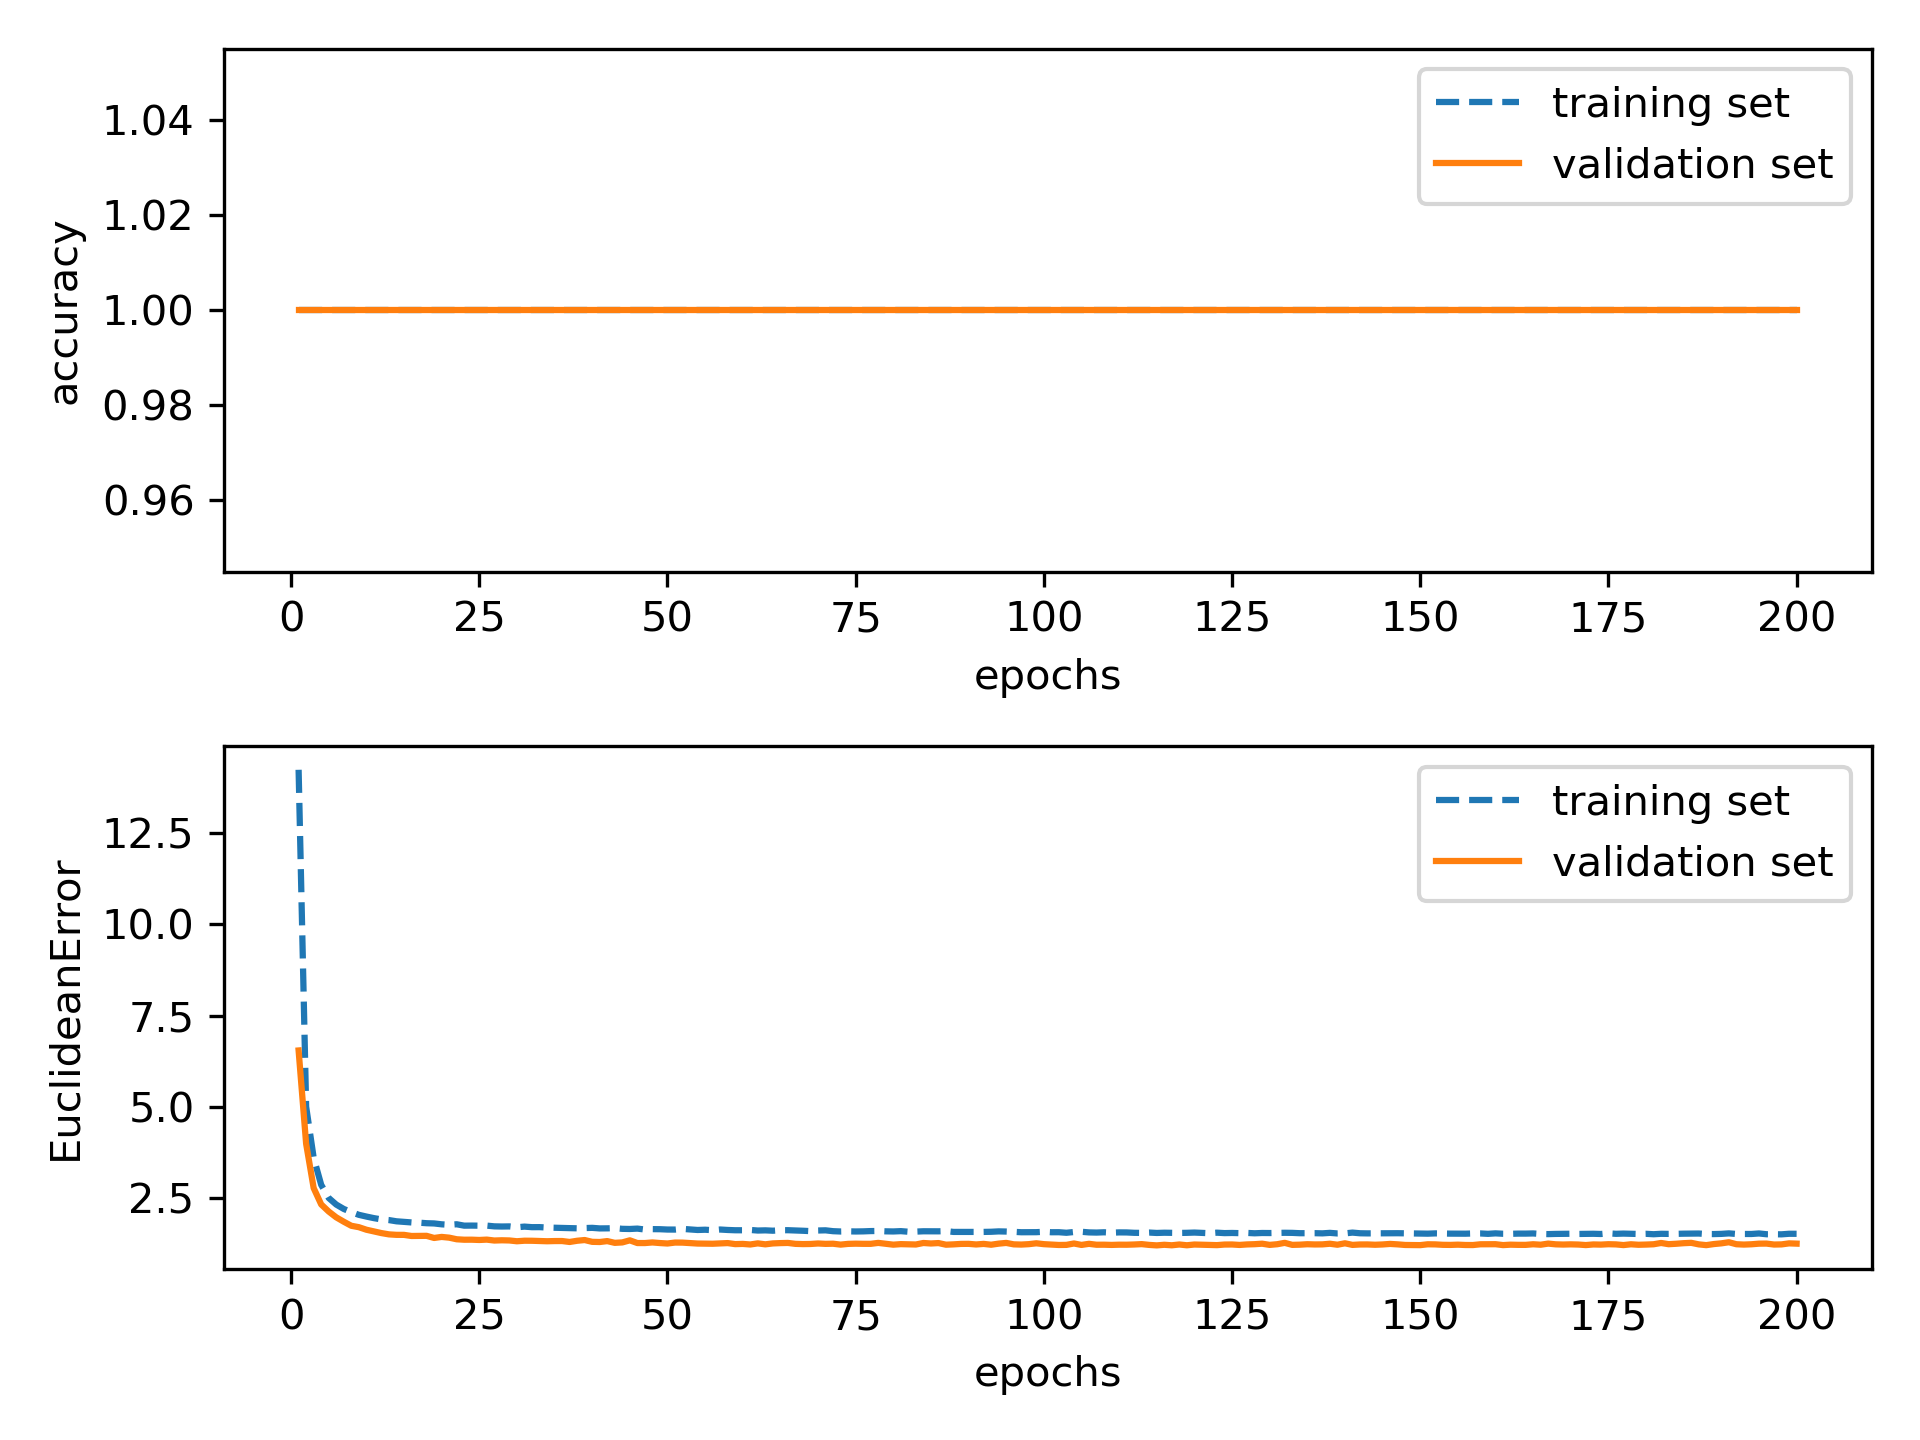 training set
validation set
1.04
1.02
1.00
0.98
0.96
accuracy
0 25 50 75 100 125 150 175 200
epochs
training set
validation set
12.5
10.0
7.5
5.0
2.5
EuclideanError
0 25 50 75 100 125 150 175 200
epochs